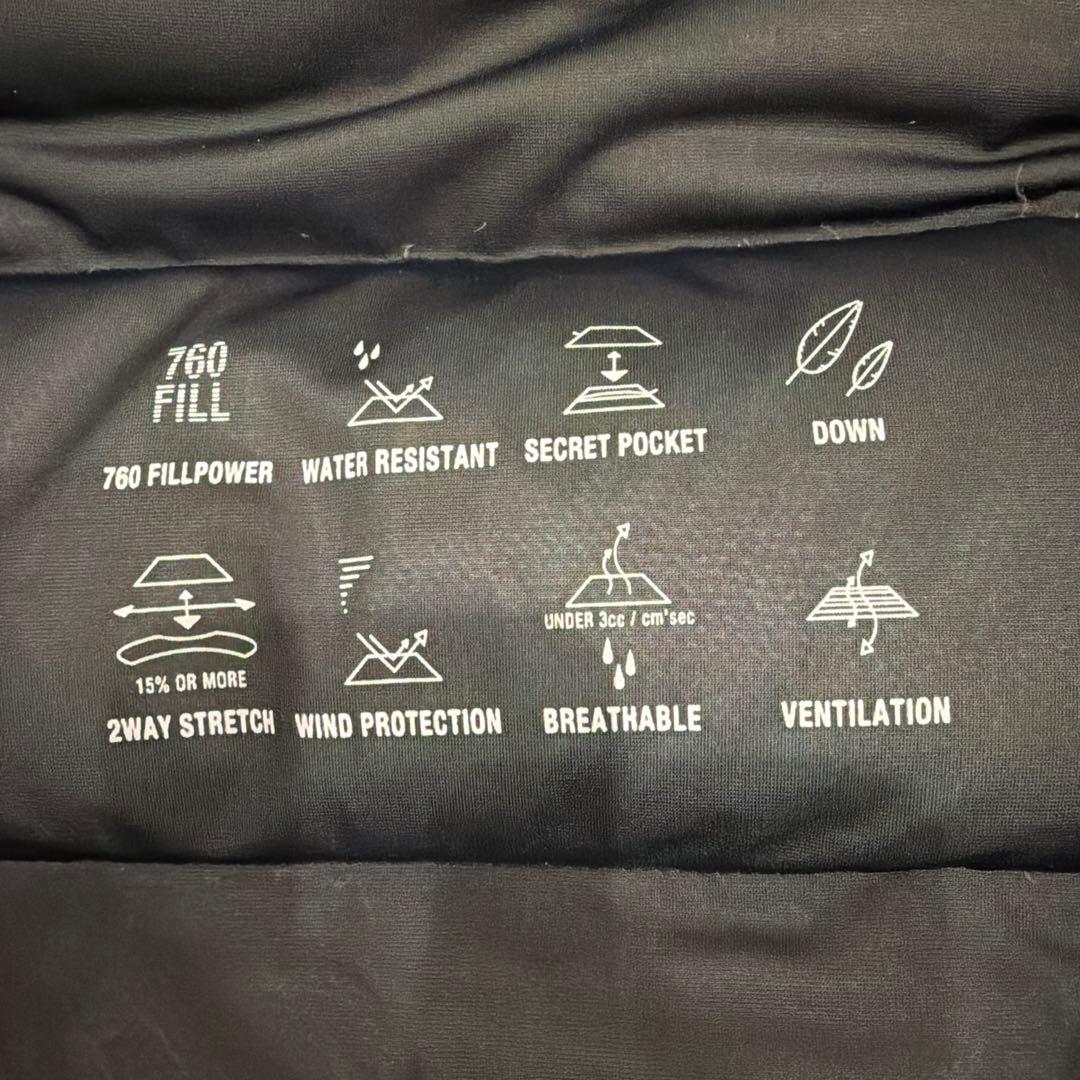 760
FILL
760 FILLPOWER
WATER RESISTANT
SECRET POCKET
DOWN
15% OR MORE
2WAY STRETCH
WIND PROTECTION
UNDER 3cc / cm'sec
BREATHABLE
VENTILATION